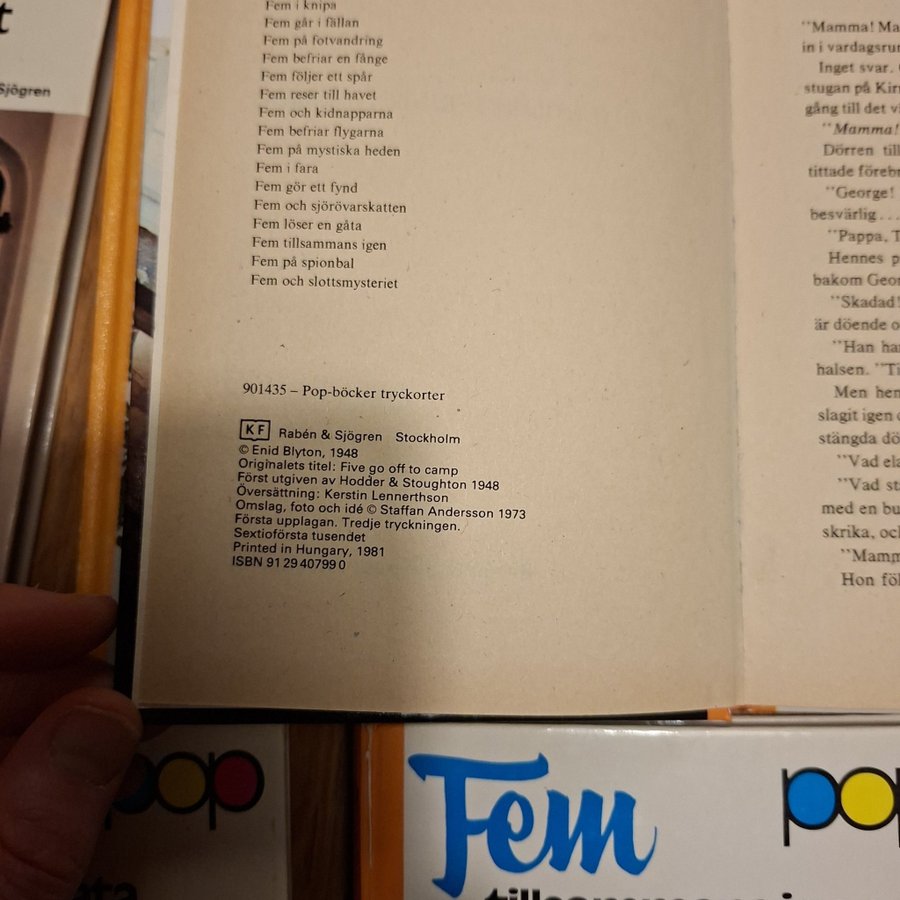 t
Sjögren
Fem i knipa
Fem går i fällan
Fem på fotvandring
Fem befriar en fånge
Fem följer ett spår
Fem reser till havet
Fem och kidnapparna
Fem befriar flygarna
Fem på mystiska heden
Fem i fara
Fem gör ett fynd
Fem och sjörövarskatten
Fem löser en gåta
Fem tillsammans igen
Fem på spionbal
Fem och slottsmysteriet
901435 – Pop-böcker tryckorter
KF Rabén & Sjögren Stockholm
© Enid Blyton, 1948
Originalets titel: Five go off to camp
Först utgiven av Hodder & Stoughton 1948
Översättning: Kerstin Lennerthson
Omslag, foto och idé © Staffan Andersson 1973
Första upplagan. Tredje tryckningen.
Sextioförsta tusendet
Printed in Hungary, 1981
ISBN 91 29 40799 0
"Mamma! Ma
in i vardagsru
Inget svar.
stugan på Kirr
gång till det vi
"Mamma!
Dörren till
tittade föreb
"George!
besvärlig...
"Pappa, T
Hennes p
bakom Geo
"Skadad!
är döende o
"Han ha
halsen. "Ti
Men hen
slagit igen
stängda dö
"Vad ela
"Vad st
med en bu
skrika, oc
"Mamm
Hon föl
pop
Fem
pop